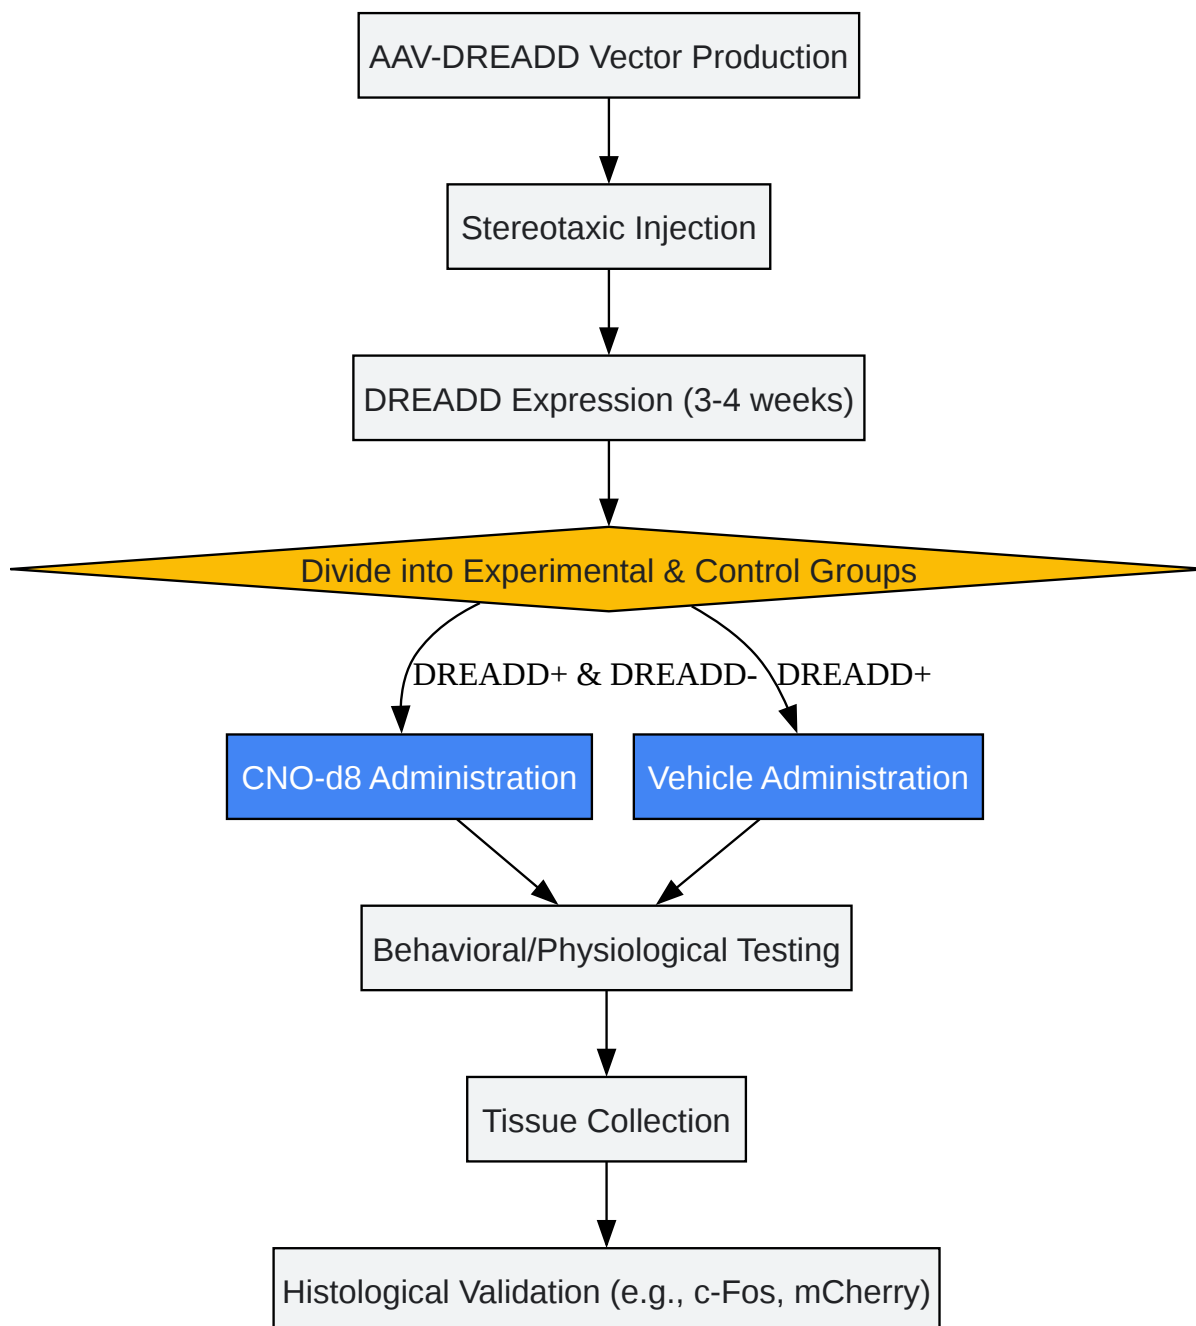 AAV-DREADD Vector Production
Stereotaxic Injection
DREADD Expression (3-4 weeks)
Divide into Experimental & Control Groups
DREADD+ & DREADD-
DREADD+
CNO-d8 Administration
Vehicle Administration
Behavioral/Physiological Testing
Tissue Collection
Histological Validation (e.g., c-Fos, mCherry)